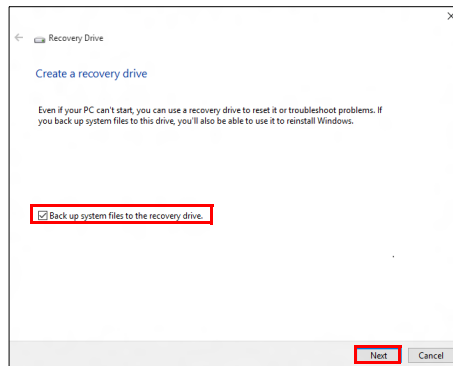 Recovery Drive
Create a recovery drive
Even if your PC can't start, you can use a recovery drive to reset it or troubleshoot problems. If
you back up system files to this drive, you'll also be able to use it to reinstall Windows.
Back up system files to the recovery drive.
Next Cancel